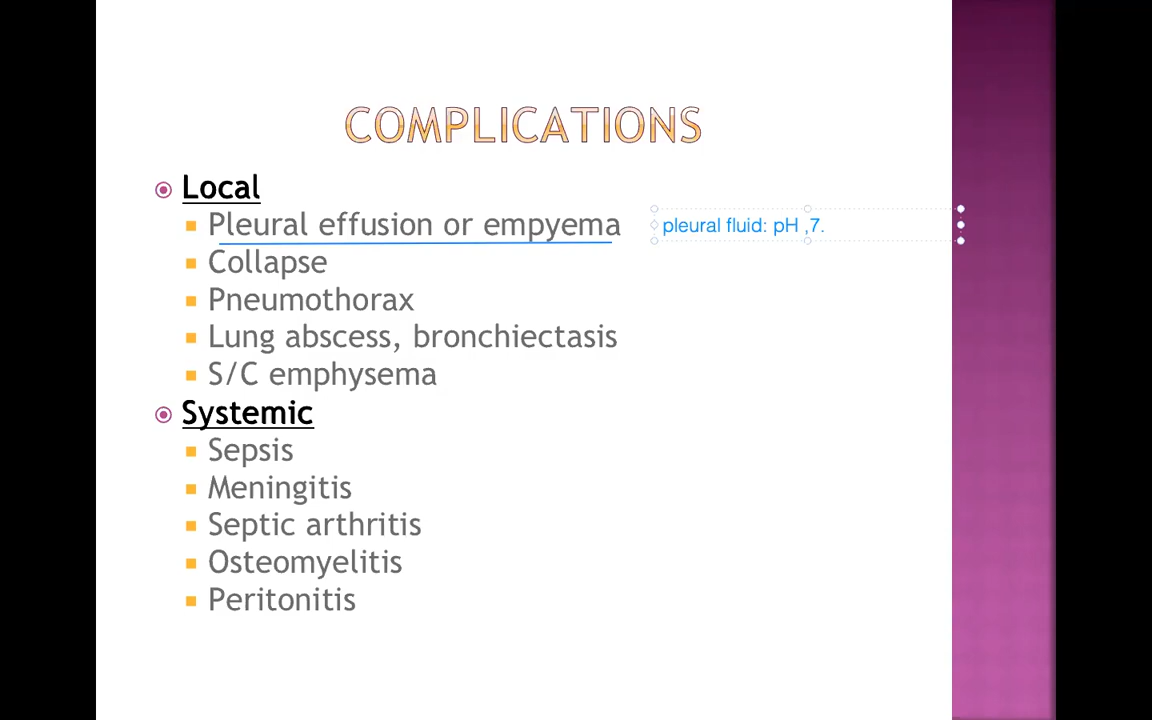 COMPLICATIONS
Local
Pleural effusion or empyema pleural fluid: pH ,7.
Collapse
Pneumothorax
Lung abscess, bronchiectasis
S/C emphysema
Systemic
Sepsis
Meningitis
Septic arthritis
Osteomyelitis
Peritonitis